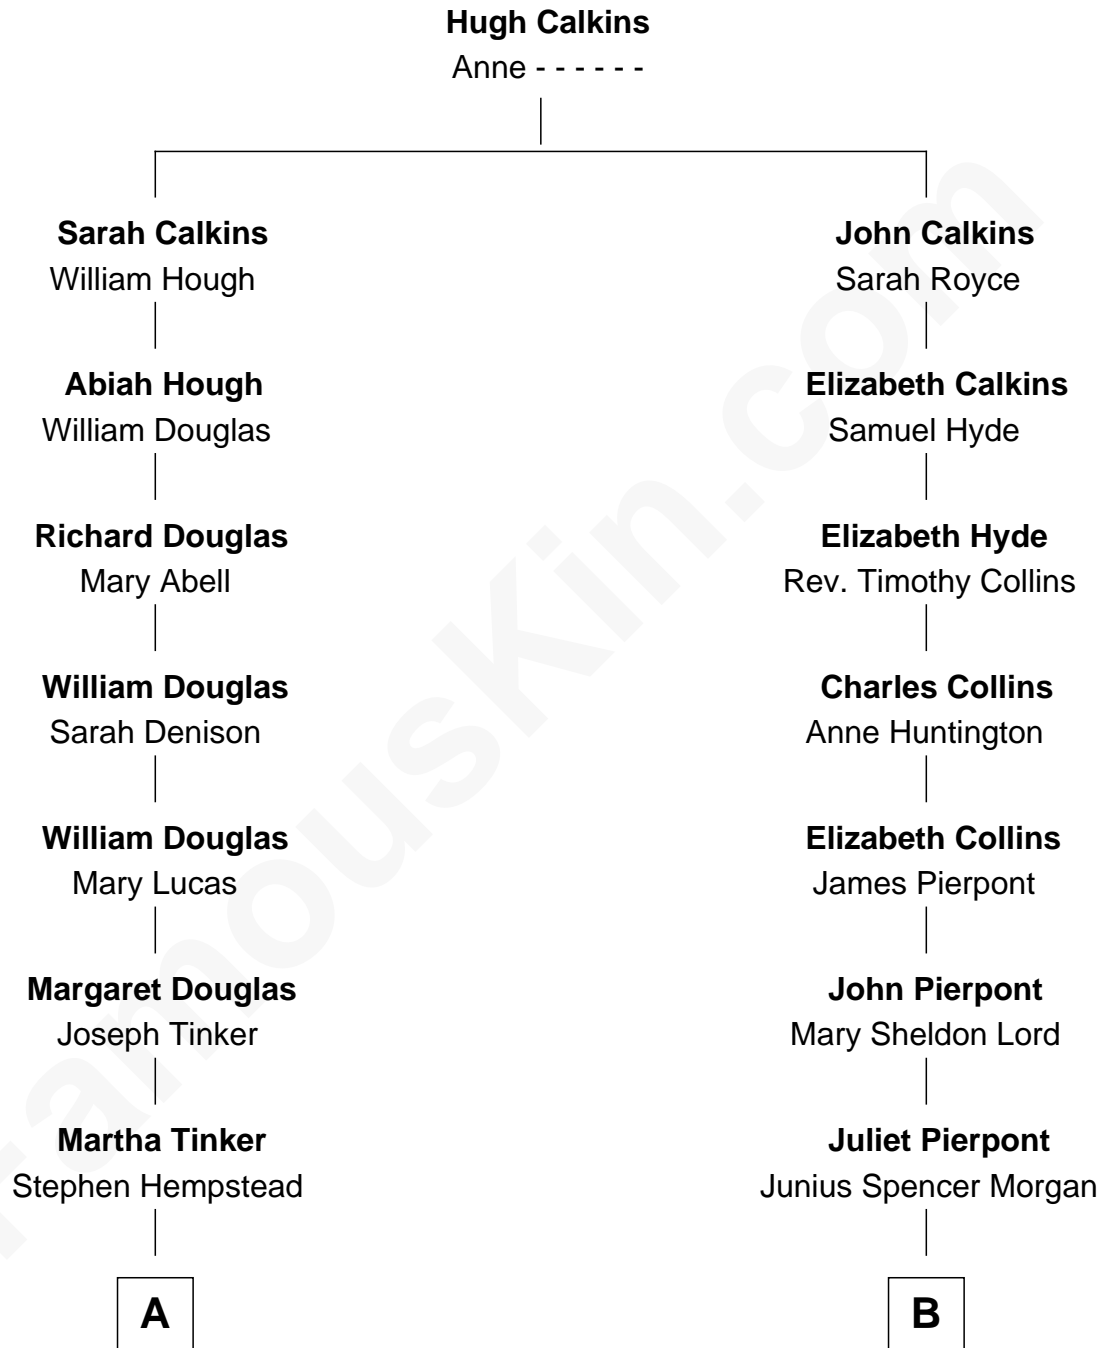 Hugh Calkins
Anne - - - - - -
Sarah Calkins
William Hough
John Calkins
Sarah Royce
Abiah Hough
William Douglas
Elizabeth Calkins
Samuel Hyde
Richard Douglas
Mary Abell
Elizabeth Hyde
Rev. Timothy Collins
William Douglas
Sarah Denison
Charles Collins
Anne Huntington
William Douglas
Mary Lucas
Elizabeth Collins
James Pierpont
Margaret Douglas
Joseph Tinker
John Pierpont
Mary Sheldon Lord
Martha Tinker
Stephen Hempstead
Juliet Pierpont
Junius Spencer Morgan
A
B
FamousKin.com